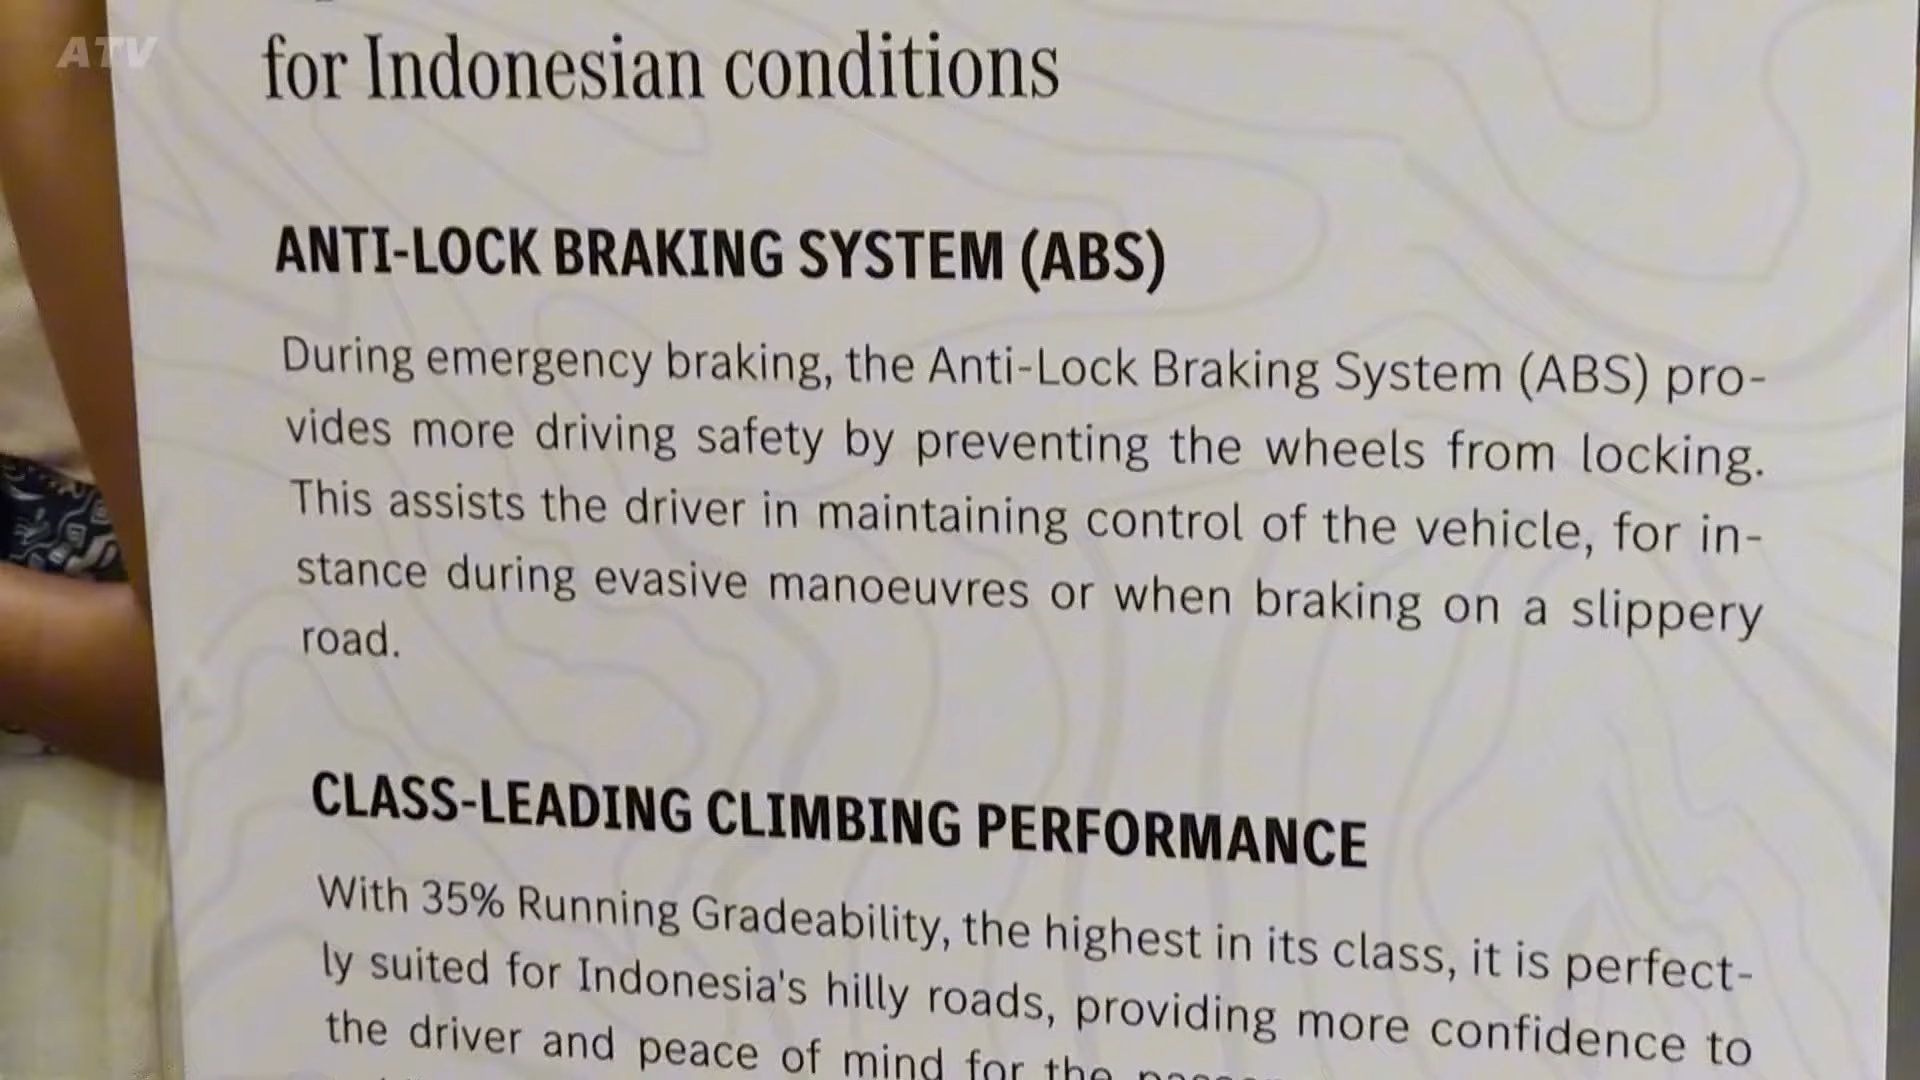 ATV
for Indonesian conditions
ANTI-LOCK BRAKING SYSTEM (ABS)
During emergency braking, the Anti-Lock Braking System (ABS) pro-
vides more driving safety by preventing the wheels from locking.
This assists the driver in maintaining control of the vehicle, for in-
stance during evasive manoeuvres or when braking on a slippery
road.
CLASS-LEADING CLIMBING PERFORMANCE
With 35% Running Gradeability, the highest in its class, it is perfect-
ly suited for Indonesia's hilly roads, providing more confidence to
the driver and peace of mind for the